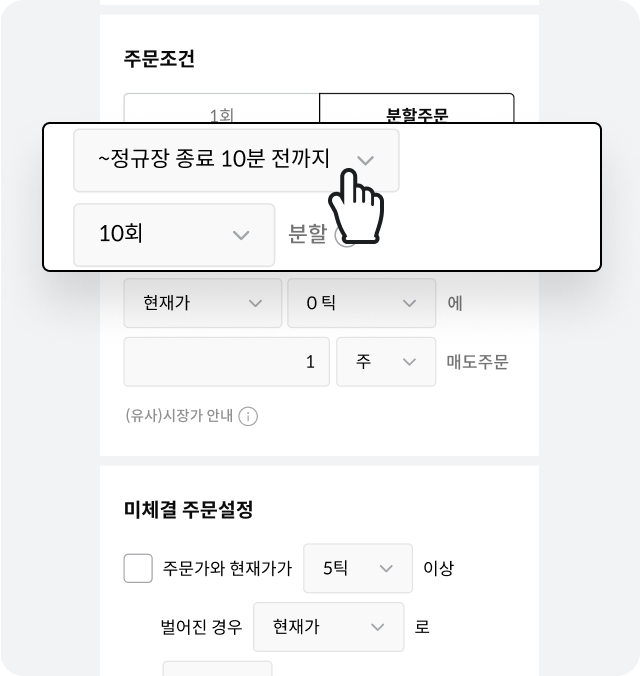 주문조건
1회 분할주문
~정규장 종료 10분 전까지
10회 분할
현재가 0 틱 에
1 주 매도주문
(유사)시장가 안내
미체결 주문설정
주문가와 현재가가 5틱 이상
벌어진 경우 현재가 로